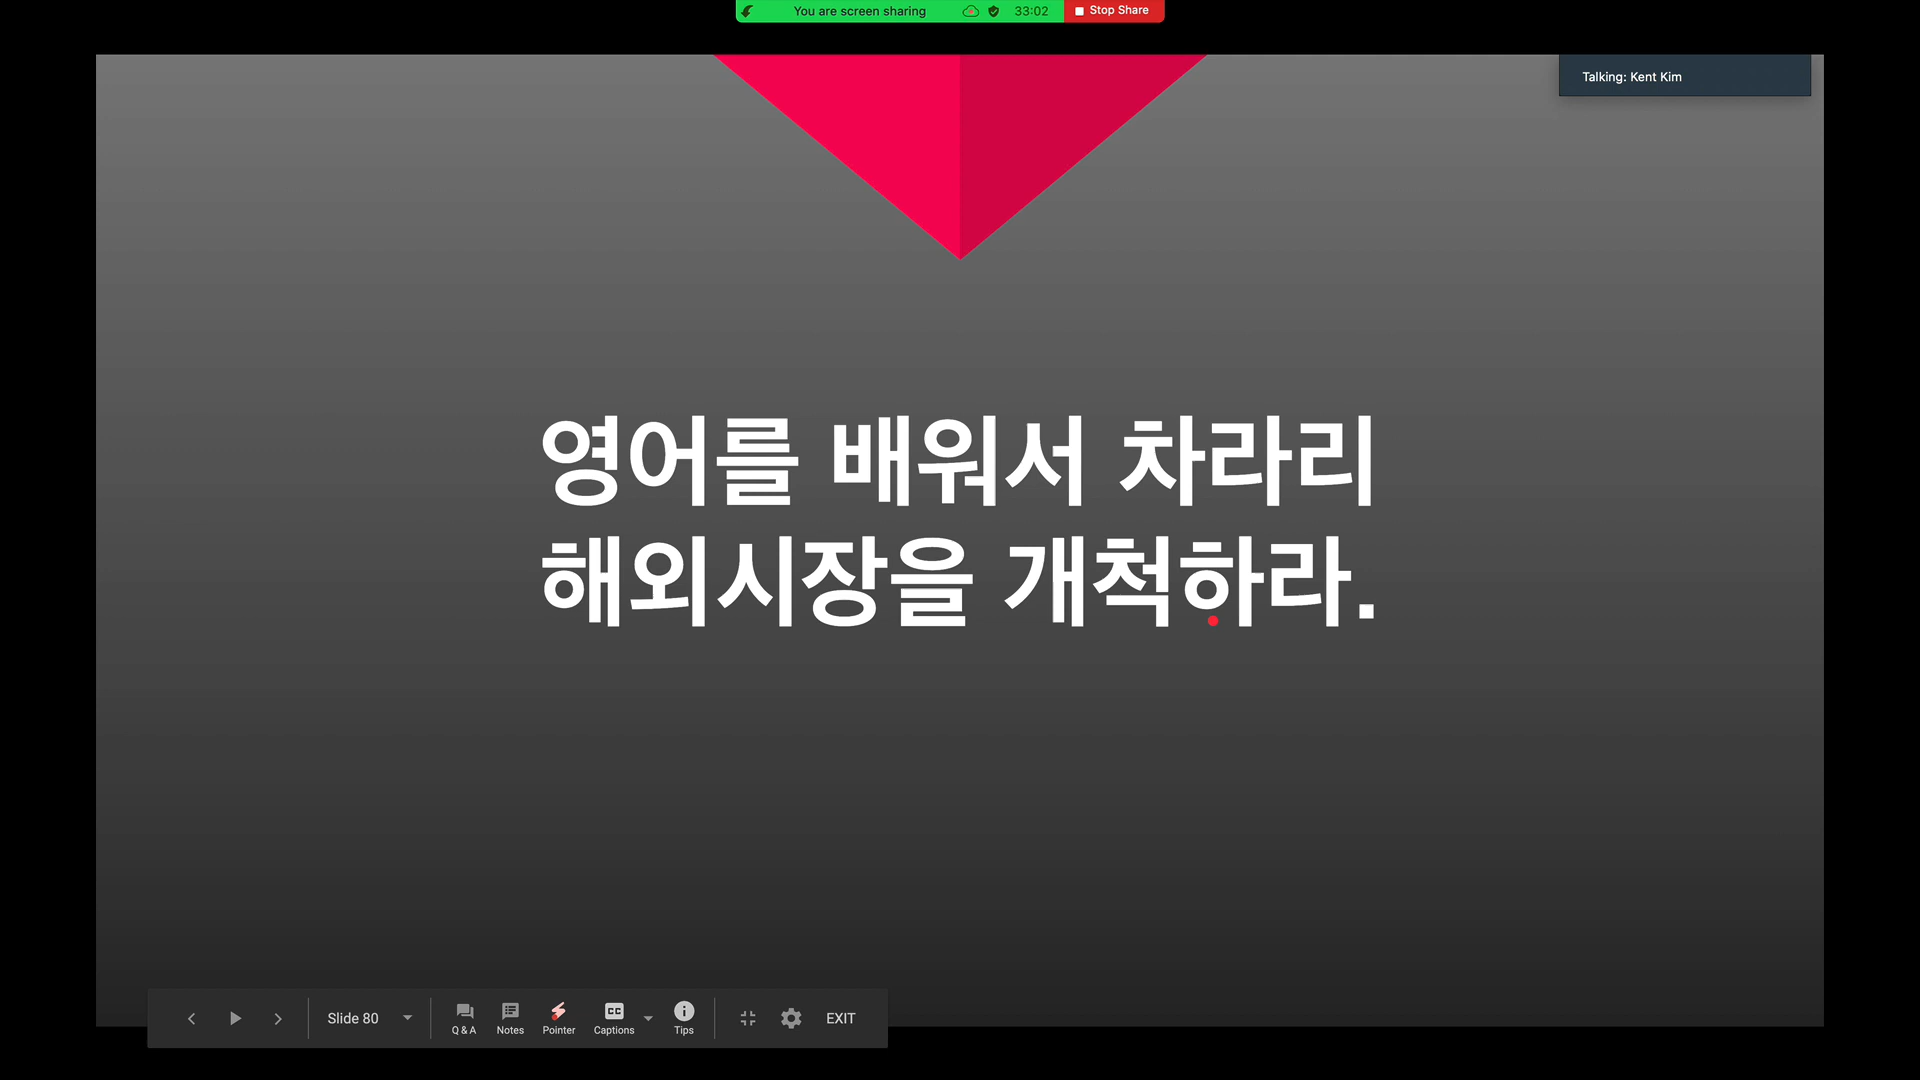 You are screen sharing 33:02 Stop Share
Talking: Kent Kim
영어를 배워서 차라리
해외시장을 개척하라.
Slide 80 Q & A Notes Pointer CC Captions Tips EXIT